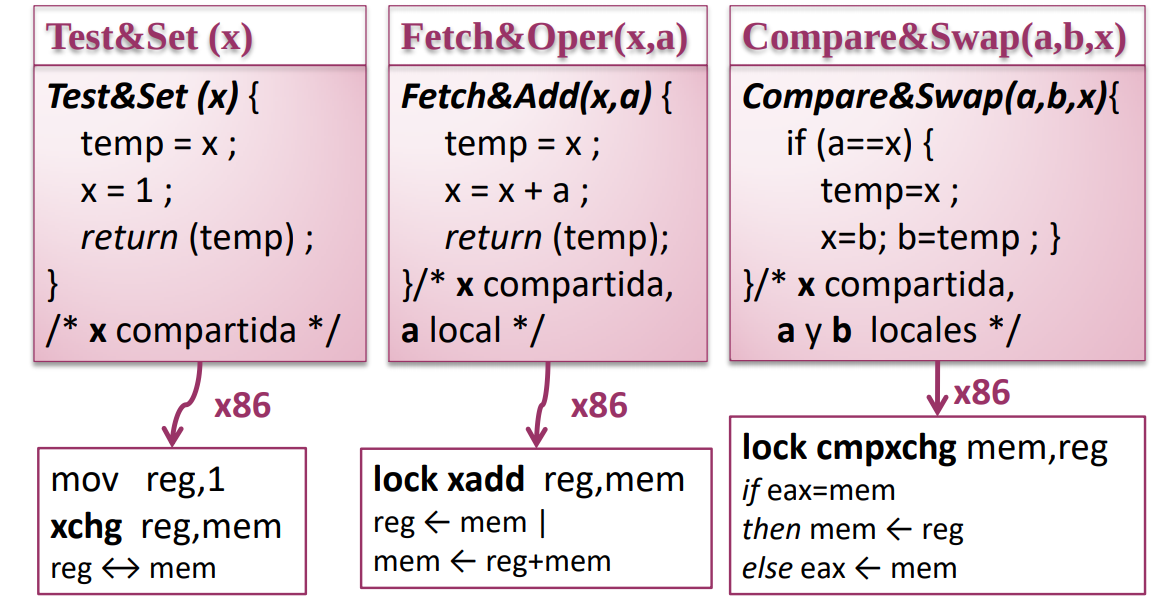 Test&Set (x)
Test&Set (x) {
temp = x ;
x = 1 ;
return (temp) ;
}
/* x compartida */
x86
mov reg,1
xchg reg,mem
reg ↔ mem
Fetch&Oper(x,a)
Fetch&Add(x,a) {
temp = x ;
x = x + a ;
return (temp);
}/* x compartida,
a local */
x86
lock xadd reg,mem
reg ← mem |
mem ← reg+mem
Compare&Swap(a,b,x)
Compare&Swap(a,b,x){
if (a==x) {
temp=x ;
x=b; b=temp ; }
}/* x compartida,
a y b locales */
x86
lock cmpxchg mem,reg
if eax=mem
then mem ← reg
else eax ← mem